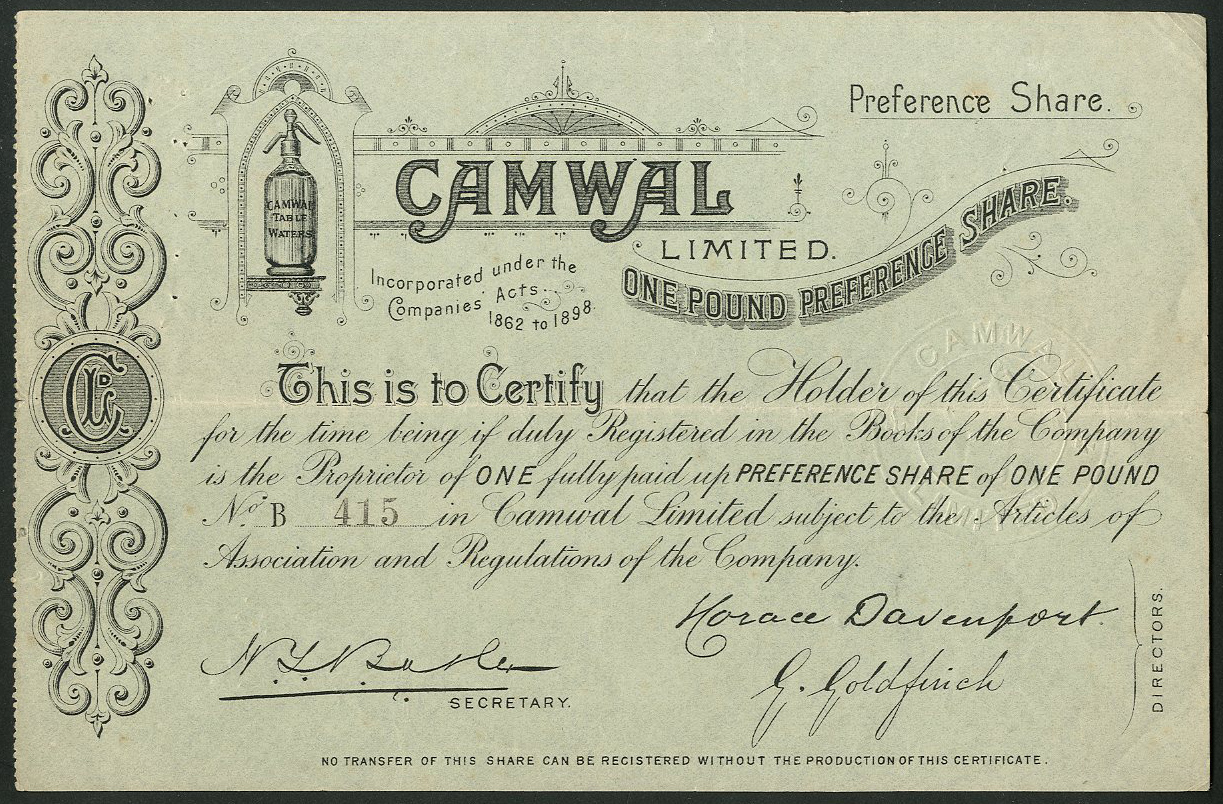 Preference Share.
CAMWAL
TABLE
WATERS
CAMWAL
LIMITED.
ONE POUND PREFERENCE SHARE.
Incorporated under the
Companies' Acts
1862 to 1898.
This is to Certify that the Holder of this Certificate
for the time being if duly Registered in the Books of the Company
is the Proprietor of ONE fully paid up PREFERENCE SHARE of ONE POUND
No. B 415 in Camwal Limited subject to the Articles of
Association and Regulations of the Company.
CAMWAL
LIMITED
Horace Davenport.
G. Goldfinch
DIRECTORS.
SECRETARY.
NO TRANSFER OF THIS SHARE CAN BE REGISTERED WITHOUT THE PRODUCTION OF THIS CERTIFICATE.